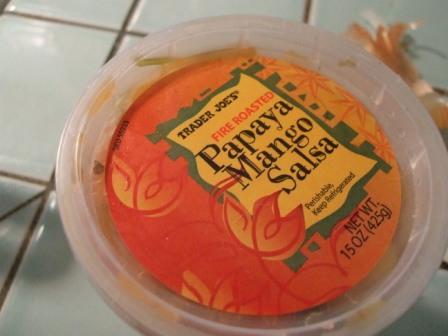 TRADER JOE'S
FIRE ROASTED
Papaya
Mango
Salsa
Perishable,
Keep Refrigerated
NET WT.
15 OZ (425g)